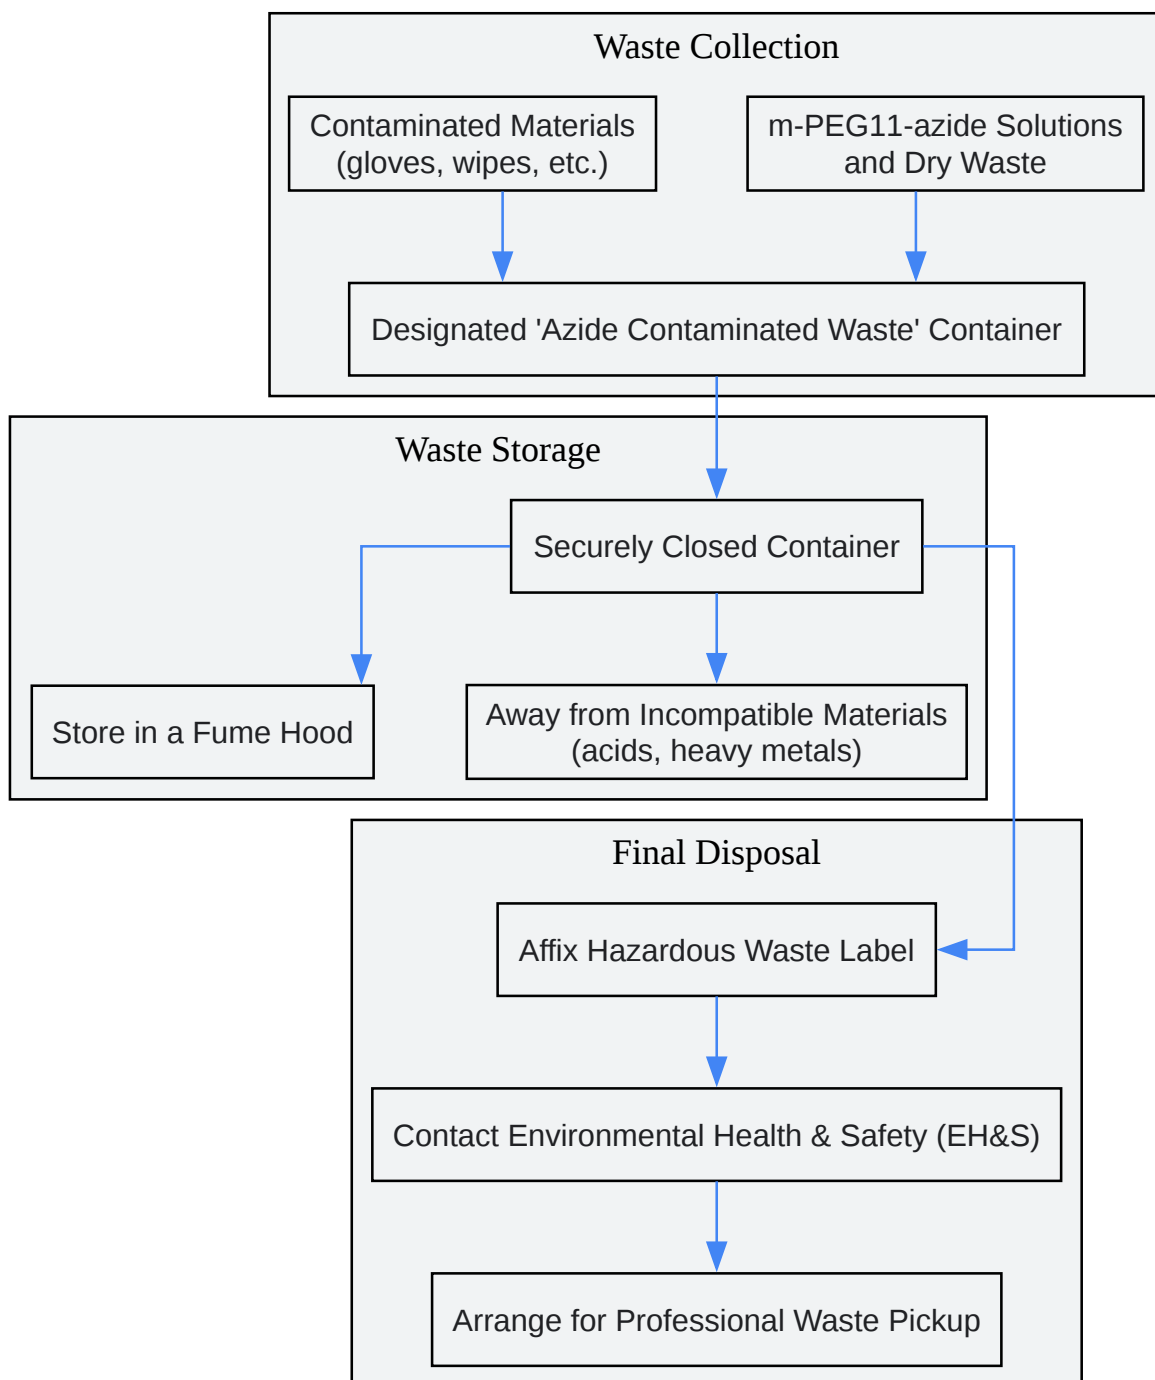 Waste Collection
Contaminated Materials
(gloves, wipes, etc.)
m-PEG11-azide Solutions
and Dry Waste
Designated 'Azide Contaminated Waste' Container
Waste Storage
Securely Closed Container
Store in a Fume Hood
Away from Incompatible Materials
(acids, heavy metals)
Final Disposal
Affix Hazardous Waste Label
Contact Environmental Health & Safety (EH&S)
Arrange for Professional Waste Pickup